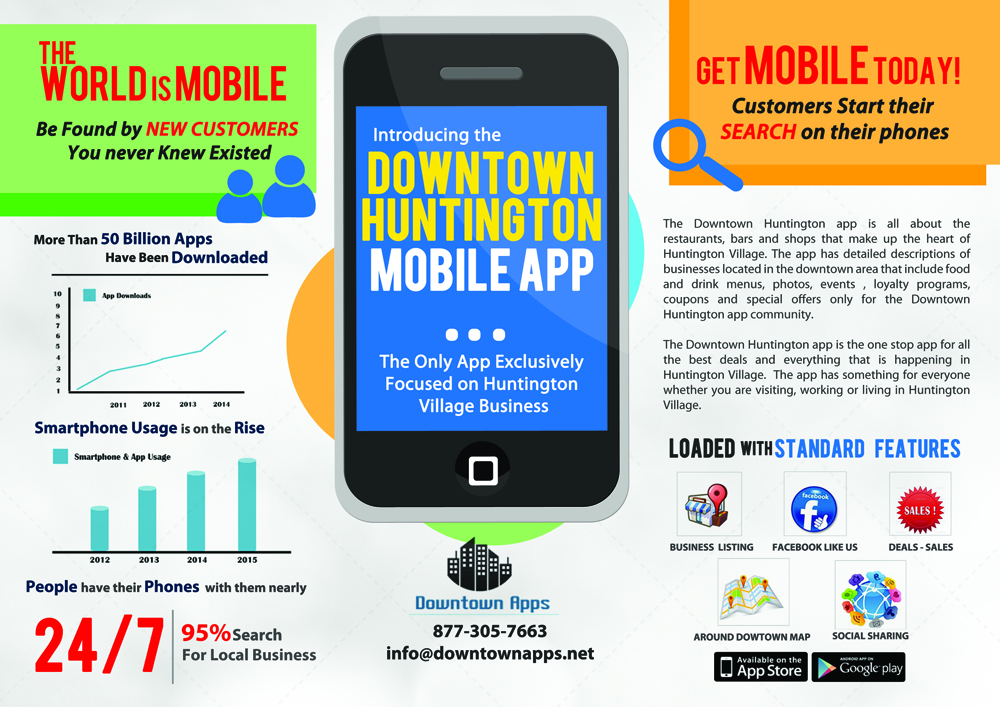 THE
WORLD IS MOBILE
Be Found by NEW CUSTOMERS
You never Knew Existed
More Than 50 Billion Apps
Have Been Downloaded
App Downloads
10
9
8
7
6
5
4
3
2
1
2011 2012 2013 2014
Smartphone Usage is on the Rise
Smartphone & App Usage
2012 2013 2014 2015
People have their Phones with them nearly
24/7
95% Search
For Local Business
Introducing the
DOWNTOWN
HUNTINGTON
MOBILE APP
The Only App Exclusively
Focused on Huntington
Village Business
Downtown Apps
877-305-7663
info@downtownapps.net
GET MOBILE TODAY!
Customers Start their
SEARCH on their phones
The Downtown Huntington app is all about the
restaurants, bars and shops that make up the heart of
Huntington Village. The app has detailed descriptions of
businesses located in the downtown area that include food
and drink menus, photos, events , loyalty programs,
coupons and special offers only for the Downtown
Huntington app community.
The Downtown Huntington app is the one stop app for all
the best deals and everything that is happening in
Huntington Village. The app has something for everyone
whether you are visiting, working or living in Huntington
Village.
LOADED WITH STANDARD FEATURES
facebook
f
SALES !
BUSINESS LISTING
FACEBOOK LIKE US
DEALS - SALES
AROUND DOWTOWN MAP
SOCIAL SHARING
Available on the
App Store
ANDROID APP ON
Google play